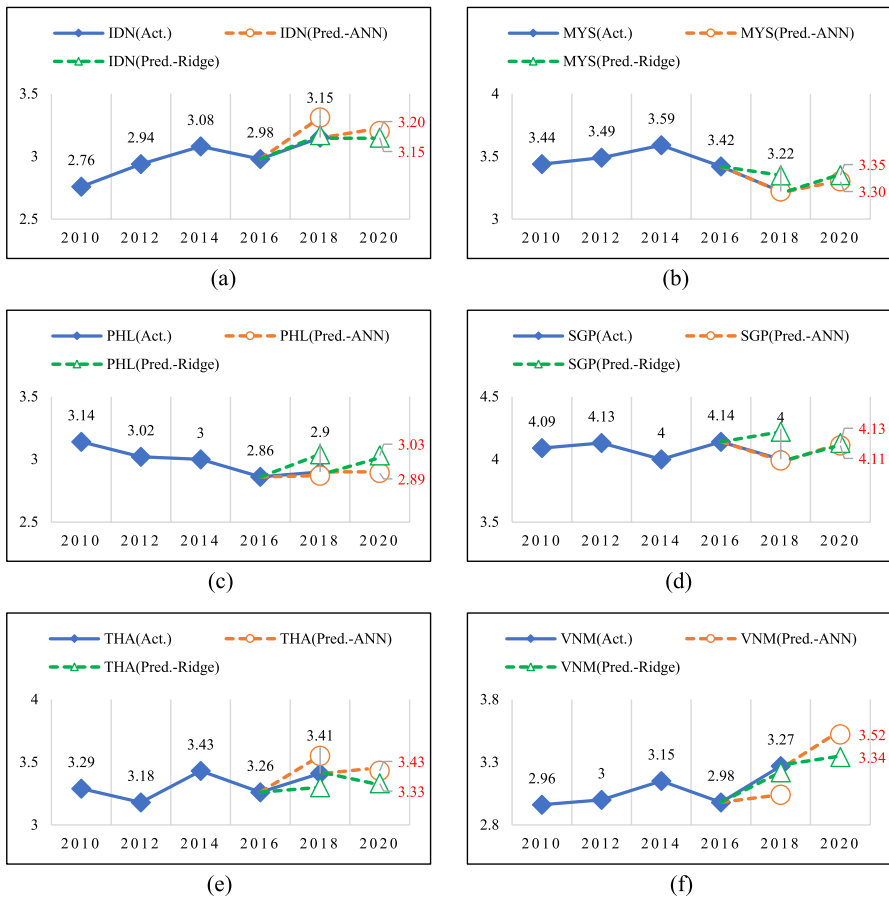 IDN(Act.) IDN(Pred.-ANN)
IDN(Pred.-Ridge)
3.5
3
2.5
2.76 2.94 3.08 2.98 3.15
3.20
3.15
2010 2012 2014 2016 2018 2020
(a)
MYS(Act.) MYS(Pred.-ANN)
MYS(Pred.-Ridge)
4
3.5
3
3.44 3.49 3.59 3.42 3.22
3.35
3.30
2010 2012 2014 2016 2018 2020
(b)
PHL(Act.) PHL(Pred.-ANN)
PHL(Pred.-Ridge)
3.5
3
2.5
3.14 3.02 3 2.86 2.9
3.03
2.89
2010 2012 2014 2016 2018 2020
(c)
SGP(Act.) SGP(Pred.-ANN)
SGP(Pred.-Ridge)
4.5
4
3.5
4.09 4.13 4 4.14 4
4.13
4.11
2010 2012 2014 2016 2018 2020
(d)
THA(Act.) THA(Pred.-ANN)
THA(Pred.-Ridge)
4
3.5
3
3.29 3.18 3.43 3.26 3.41
3.43
3.33
2010 2012 2014 2016 2018 2020
(e)
VNM(Act.) VNM(Pred.-ANN)
VNM(Pred.-Ridge)
3.8
3.3
2.8
2.96 3 3.15 2.98 3.27
3.52
3.34
2010 2012 2014 2016 2018 2020
(f)